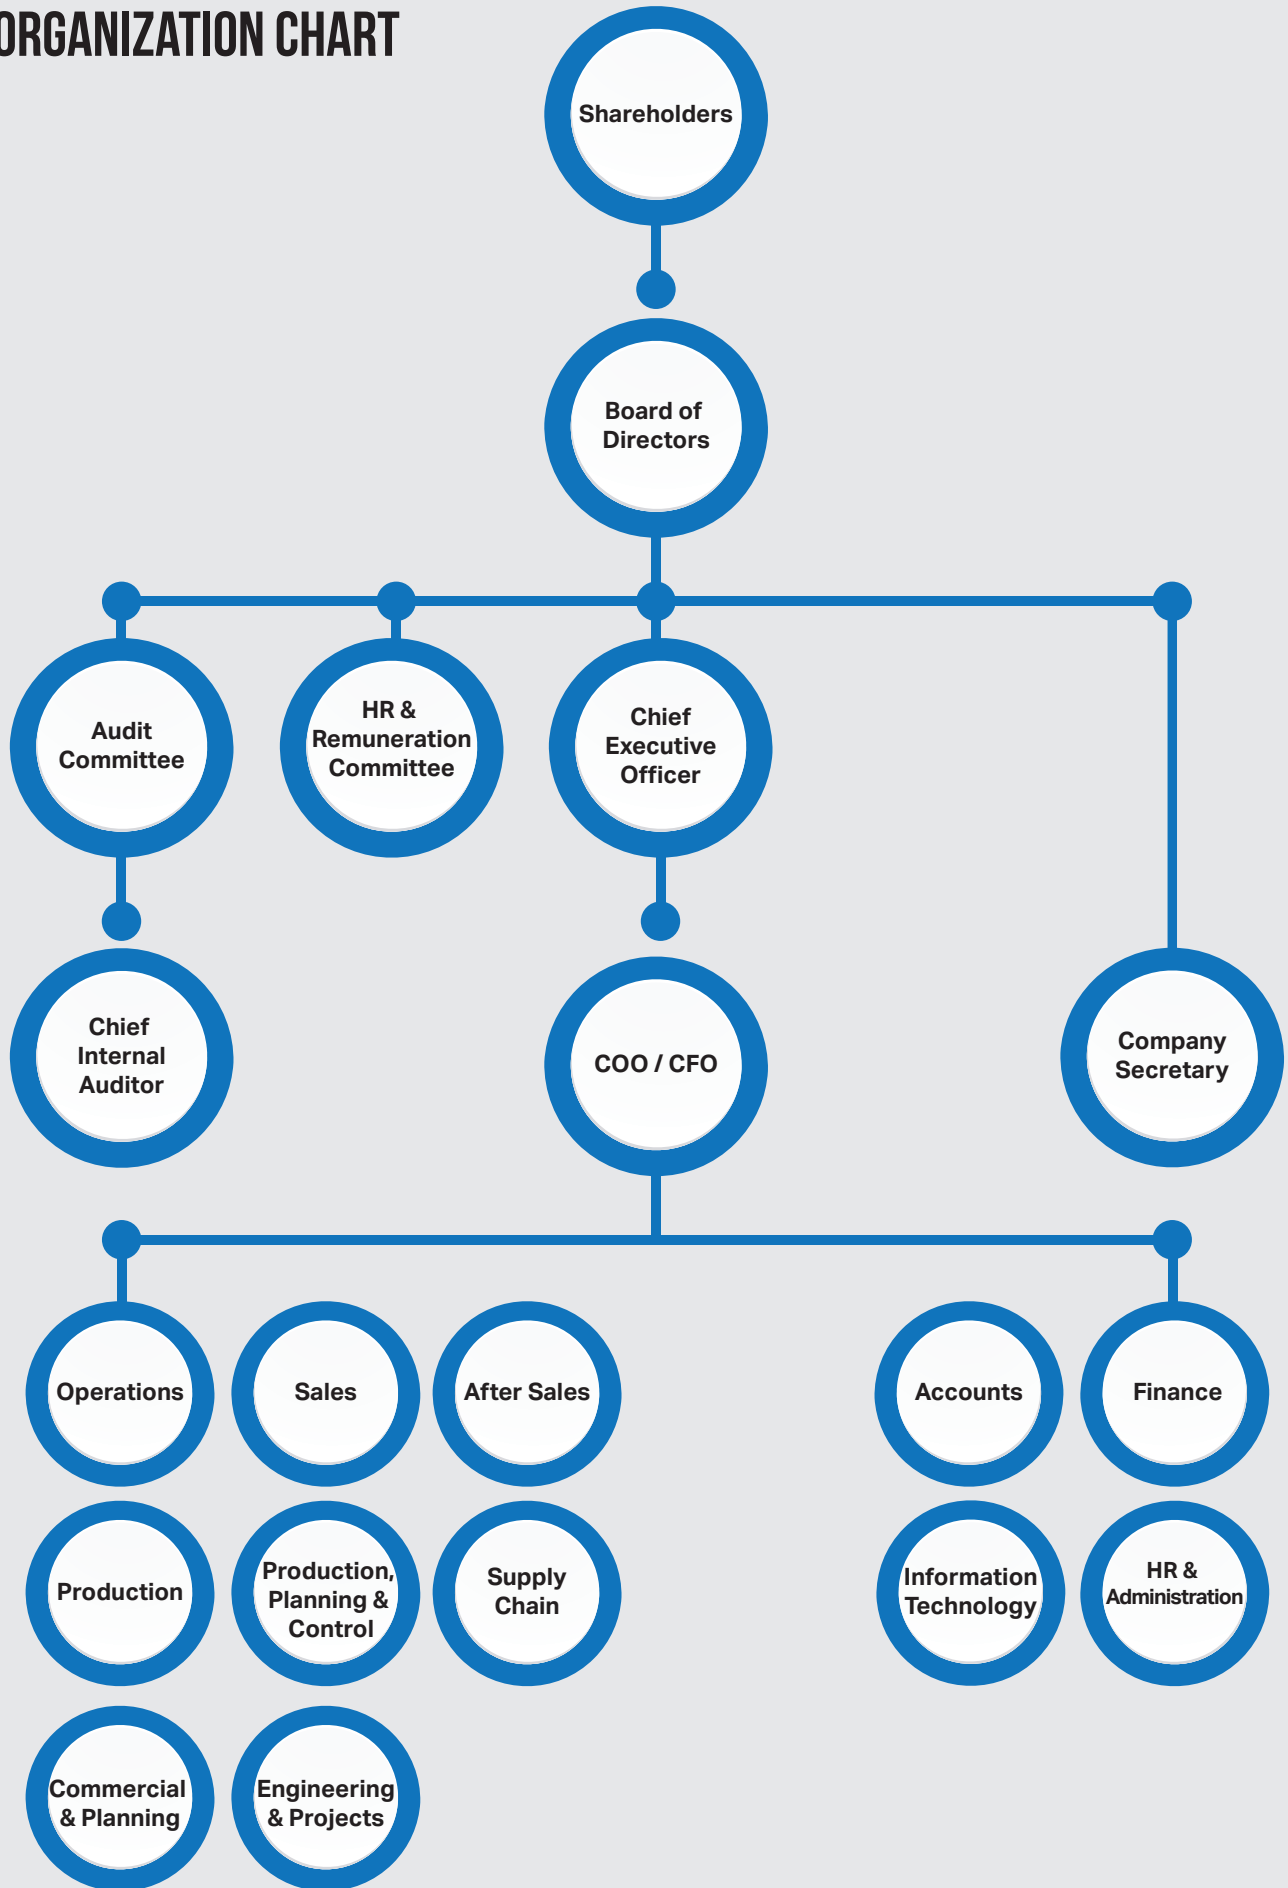 ORGANIZATION CHART
Shareholders
Board of
Directors
Audit
Committee
HR &
Remuneration
Committee
Chief
Executive
Officer
Chief
Internal
Auditor
COO / CFO
Company
Secretary
Operations
Sales
After Sales
Accounts
Finance
Production
Production,
Planning &
Control
Supply
Chain
Information
Technology
HR &
Administration
Commercial
& Planning
Engineering
& Projects